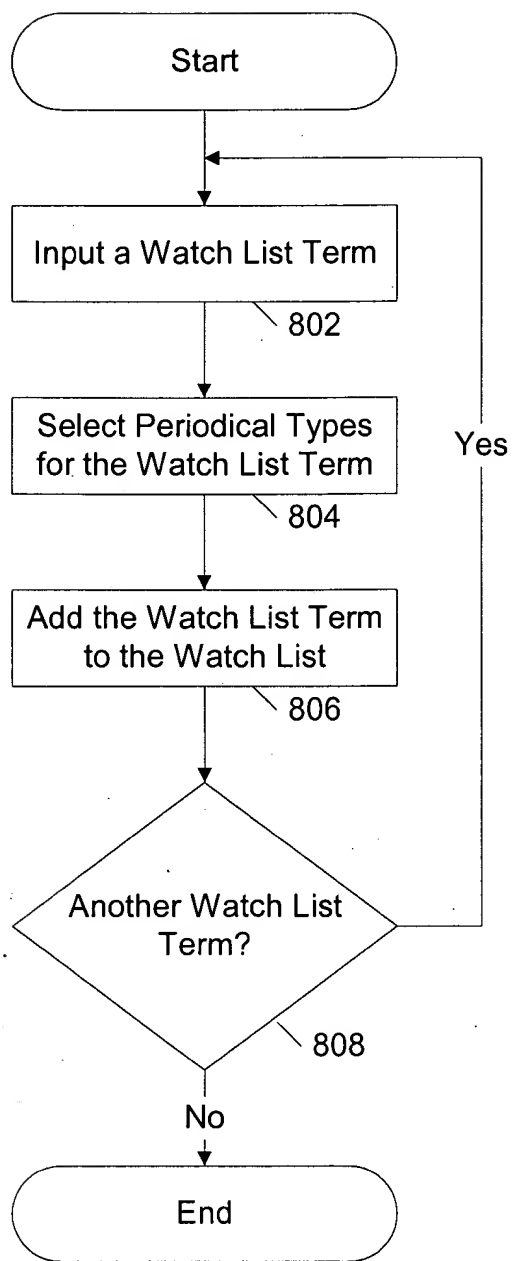 Start
Input a Watch List Term
802
Select Periodical Types
for the Watch List Term
804
Yes
Add the Watch List Term
to the Watch List
806
Another Watch List
Term?
808
No
End